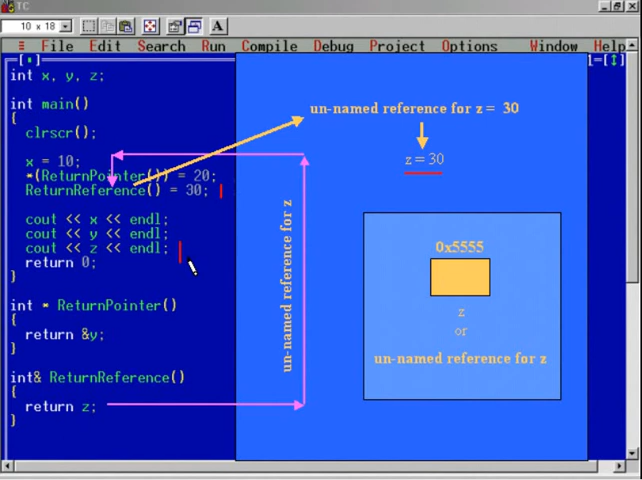 TC
10 x 18
A
≡ File Edit Search Run Compile Debug Project Options Window Help
[▪] 1=[↕]
int x, y, z;
int main()
{
clrscr();
x = 10;
*(ReturnPointer()) = 20;
ReturnReference() = 30;
cout << x << endl;
cout << y << endl;
cout << z << endl;
return 0;
}
int * ReturnPointer()
{
return &y;
}
int& ReturnReference()
{
return z;
}
un-named reference for z
un-named reference for z = 30
z = 30
0x5555
z
or
un-named reference for z